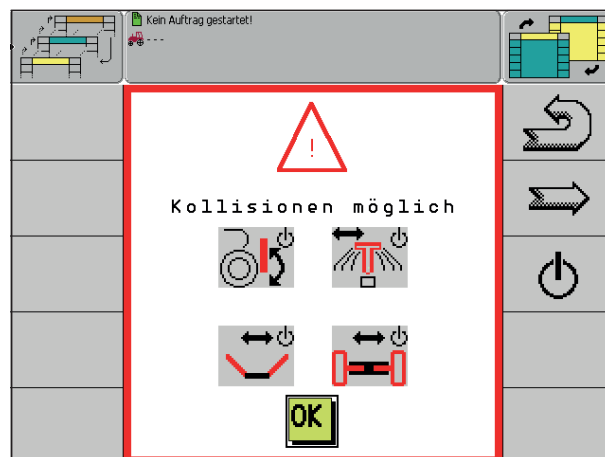 Kein Auftrag gestartet!
---
!
Kollisionen möglich
OK